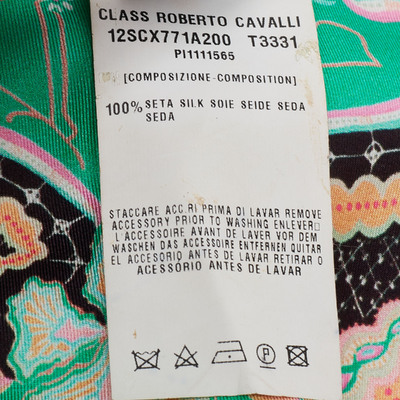 CLASS ROBERTO CAVALLI
12SCX771A200 T3331
PI1111565
[COMPOSIZIONE-COMPOSITION]
100% SETA SILK SOIE SEIDE SEDA
SEDA
STACCARE ACC.RI PRIMA DI LAVAR REMOVE
ACCESSORY PRIOR TO WASHING ENLEVER
L ACCESSOIRE AVANT DE LAVER VOR DEM
WASCHEN DAS ACCESSOIRE ENTFERNEN QUITAR
EL ACCESORIO ANTES DE LAVAR RETIRAR O
ACESSÓRIO ANTES DE LAVAR
P